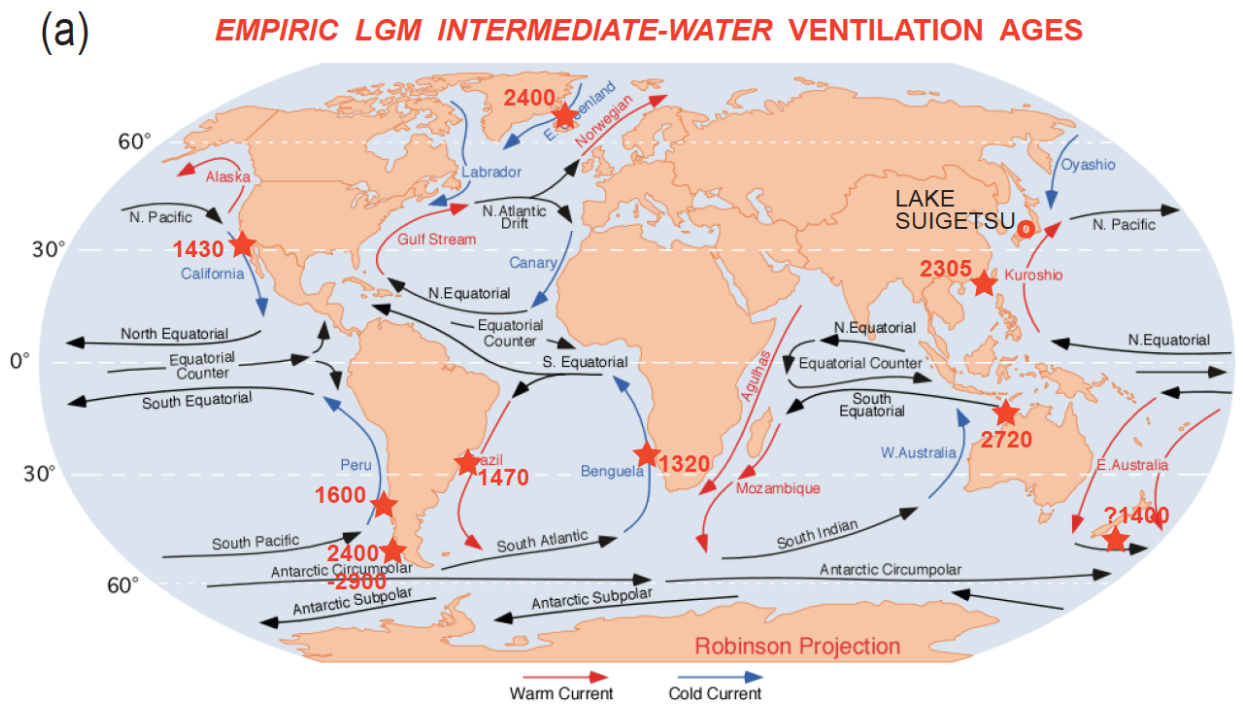 (a)
EMPIRIC LGM INTERMEDIATE-WATER VENTILATION AGES
2400
E. Greenland
Norwegian
60°
Alaska
Labrador
Oyashio
N. Pacific
N. Atlantic
Drift
LAKE
SUIGETSU
N. Pacific
1430
30°
Gulf Stream
California
Canary
2305
Kuroshio
N.Equatorial
North Equatorial
Equatorial
Counter
N.Equatorial
N.Equatorial
0°
Equatorial
Counter
S. Equatorial
Equatorial Counter
Agulhas
South Equatorial
South
Equatorial
2720
Peru
azil
1470
Benguela
1320
W.Australia
E.Australia
30°
1600
Mozambique
?1400
South Pacific
2400
-2900
South Atlantic
South Indian
Antarctic Circumpolar
Antarctic Circumpolar
60°
Antarctic Subpolar
Antarctic Subpolar
Robinson Projection
Warm Current
Cold Current